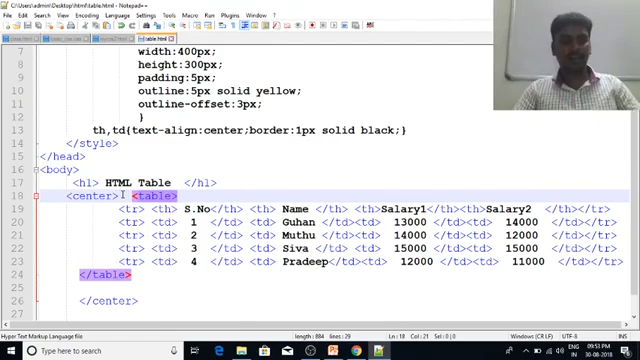 C:\Users\admin\Desktop\html\table.html - Notepad++
File Edit Search View Encoding Language Settings Tools Macro Run Plugins Window ?
table.html
7 width:400px;
8 height:300px;
9 padding:5px;
10 outline:5px solid yellow;
11 outline-offset:3px;
12 }
13 th,td{text-align:center;border:1px solid black;}
14 </style>
15 </head>
16 <body>
17 <h1> HTML Table </h1>
18 <center> <table>
19 <tr> <th> S.No</th> <th> Name </th> <th>Salary1</th> <th>Salary2 </th></tr>
20 <tr> <td> 1 </td> <td> Guhan </td> <td> 13000 </td> <td> 14000 </td></tr>
21 <tr> <td> 2 </td> <td> Muthu </td> <td> 14000 </td> <td> 12000 </td></tr>
22 <tr> <td> 3 </td> <td> Siva </td> <td> 15000 </td> <td> 15000 </td></tr>
23 <tr> <td> 4 </td> <td> Pradeep</td> <td> 12000 </td> <td> 11000 </td></tr>
24 </table>
25
26 </center>
27
Hyper Text Markup Language file length : 894 lines : 29 Ln : 18 Col : 21 Sel : 0 | 0 Windows (CR LF) UTF-8 INS
Type here to search
ENG
IN
09:53 PM
30-08-2018